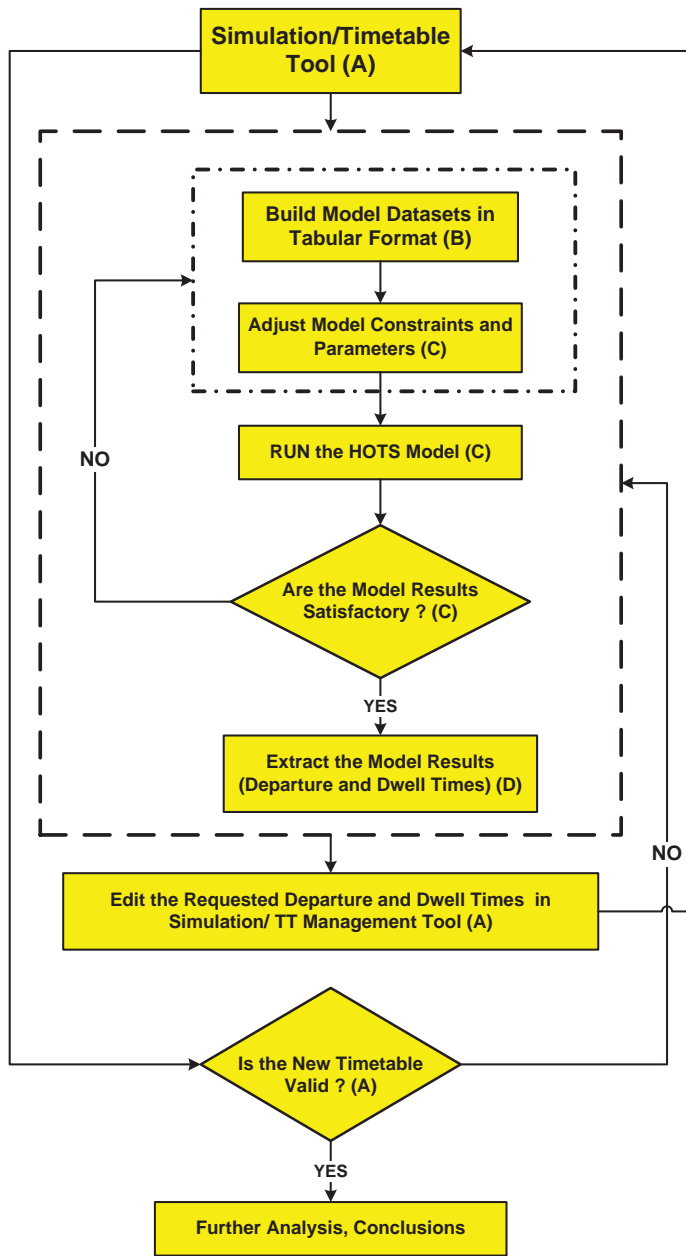 Simulation/Timetable
Tool (A)
Build Model Datasets in
Tabular Format (B)
Adjust Model Constraints and
Parameters (C)
RUN the HOTS Model (C)
NO
Are the Model Results
Satisfactory ? (C)
YES
Extract the Model Results
(Departure and Dwell Times) (D)
NO
Edit the Requested Departure and Dwell Times in
Simulation/ TT Management Tool (A)
Is the New Timetable
Valid ? (A)
YES
Further Analysis, Conclusions